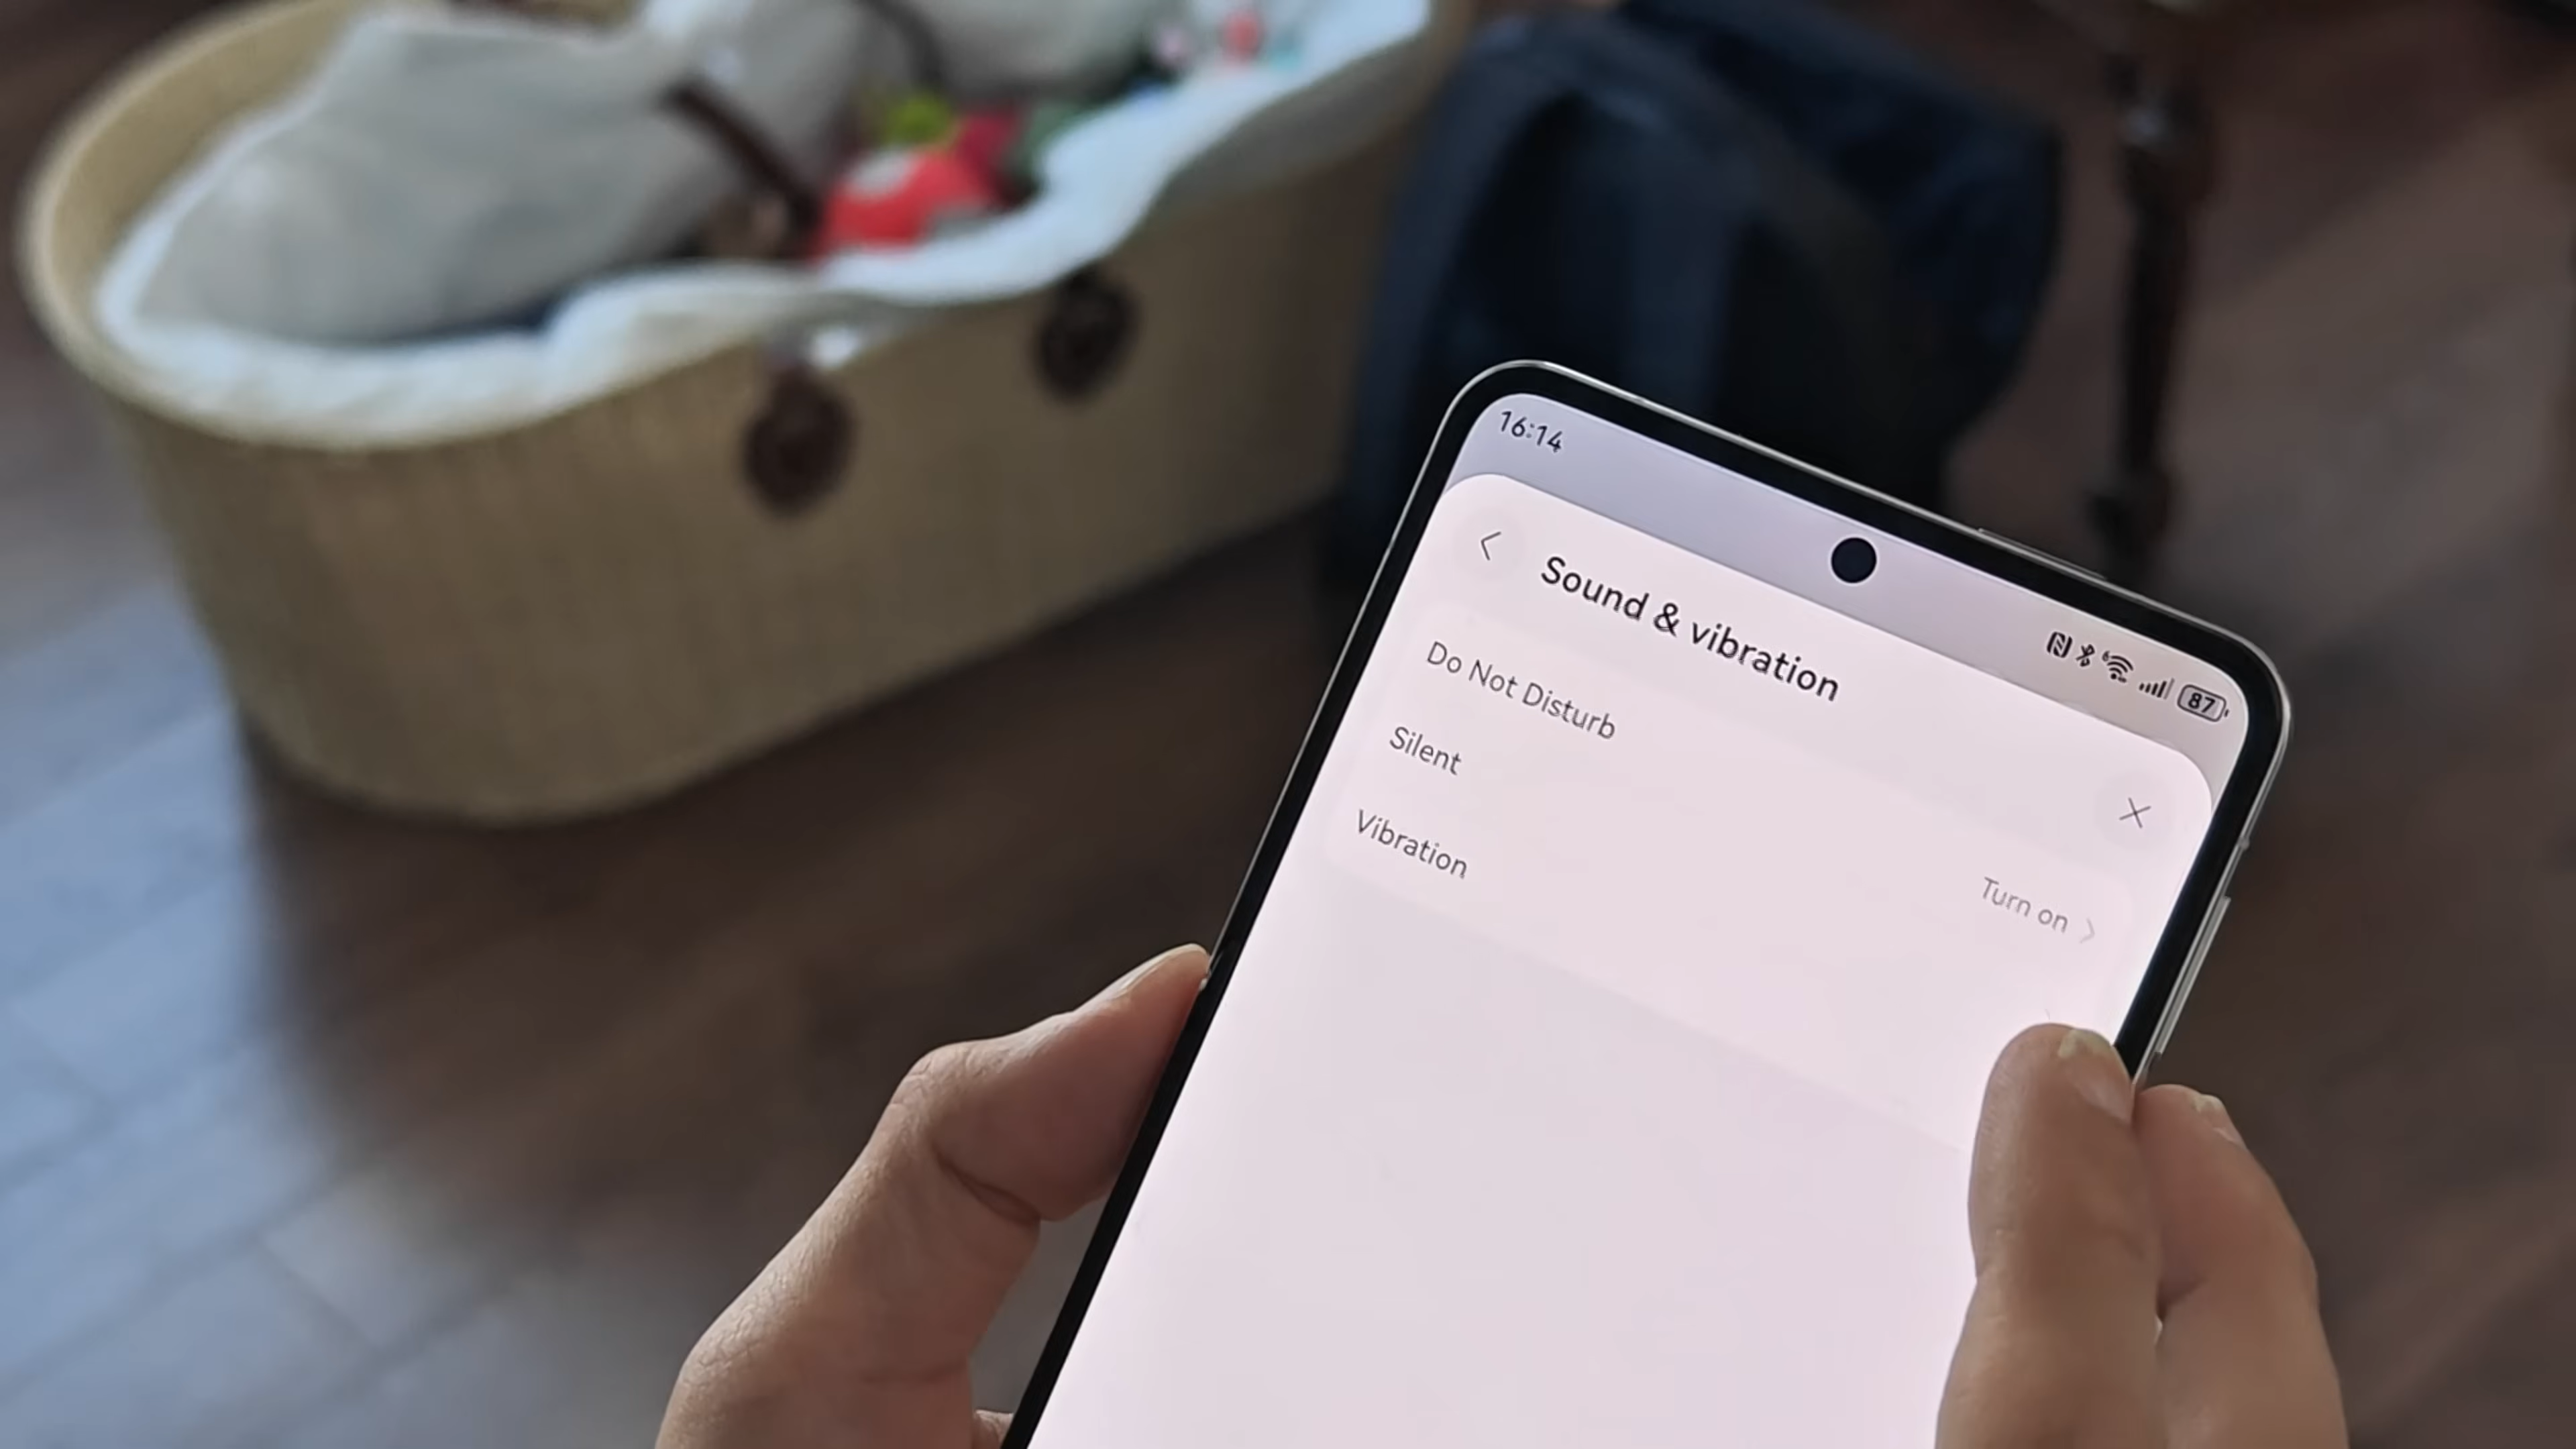 16:14
87
Sound & vibration
Do Not Disturb
Turn on
Silent
Vibration